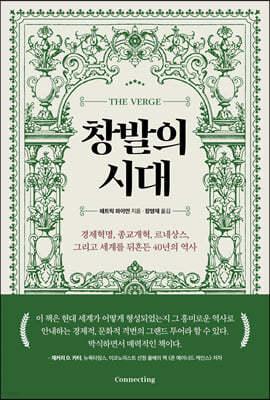 THE VERGE
창발의
시대
패트릭 와이먼 지음 · 장영재 옮김
경제혁명, 종교개혁, 르네상스,
그리고 세계를 뒤흔든 40년의 역사
이 책은 현대 세계가 어떻게 형성되었는지 그 흥미로운 역사로
안내하는 경제적, 문화적 격변의 그랜드 투어라 할 수 있다.
박식하면서 매력적인 책이다.
- 재커리 D. 카터, 뉴욕타임스, 이코노미스트 선정 올해의 책 《존 메이너드 케인스》 저자
Connecting